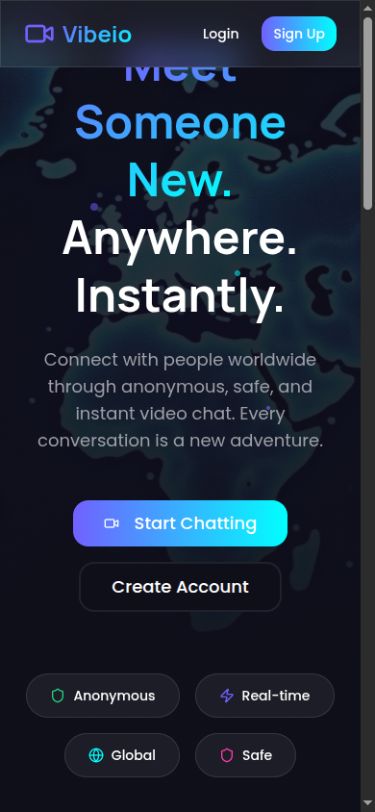 Vibeio
Login
Sign Up
Meet
Someone
New.
Anywhere.
Instantly.
Connect with people worldwide
through anonymous, safe, and
instant video chat. Every
conversation is a new adventure.
Start Chatting
Create Account
Anonymous
Real-time
Global
Safe